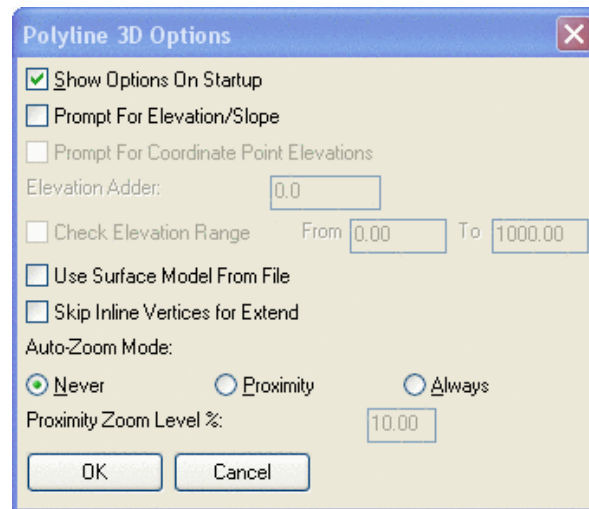 Polyline 3D Options
Show Options On Startup
Prompt For Elevation/Slope
Prompt For Coordinate Point Elevations
Elevation Adder: 0.0
Check Elevation Range From 0.00 To 1000.00
Use Surface Model From File
Skip Inline Vertices for Extend
Auto-Zoom Mode:
Never Proximity Always
Proximity Zoom Level %: 10.00
OK Cancel